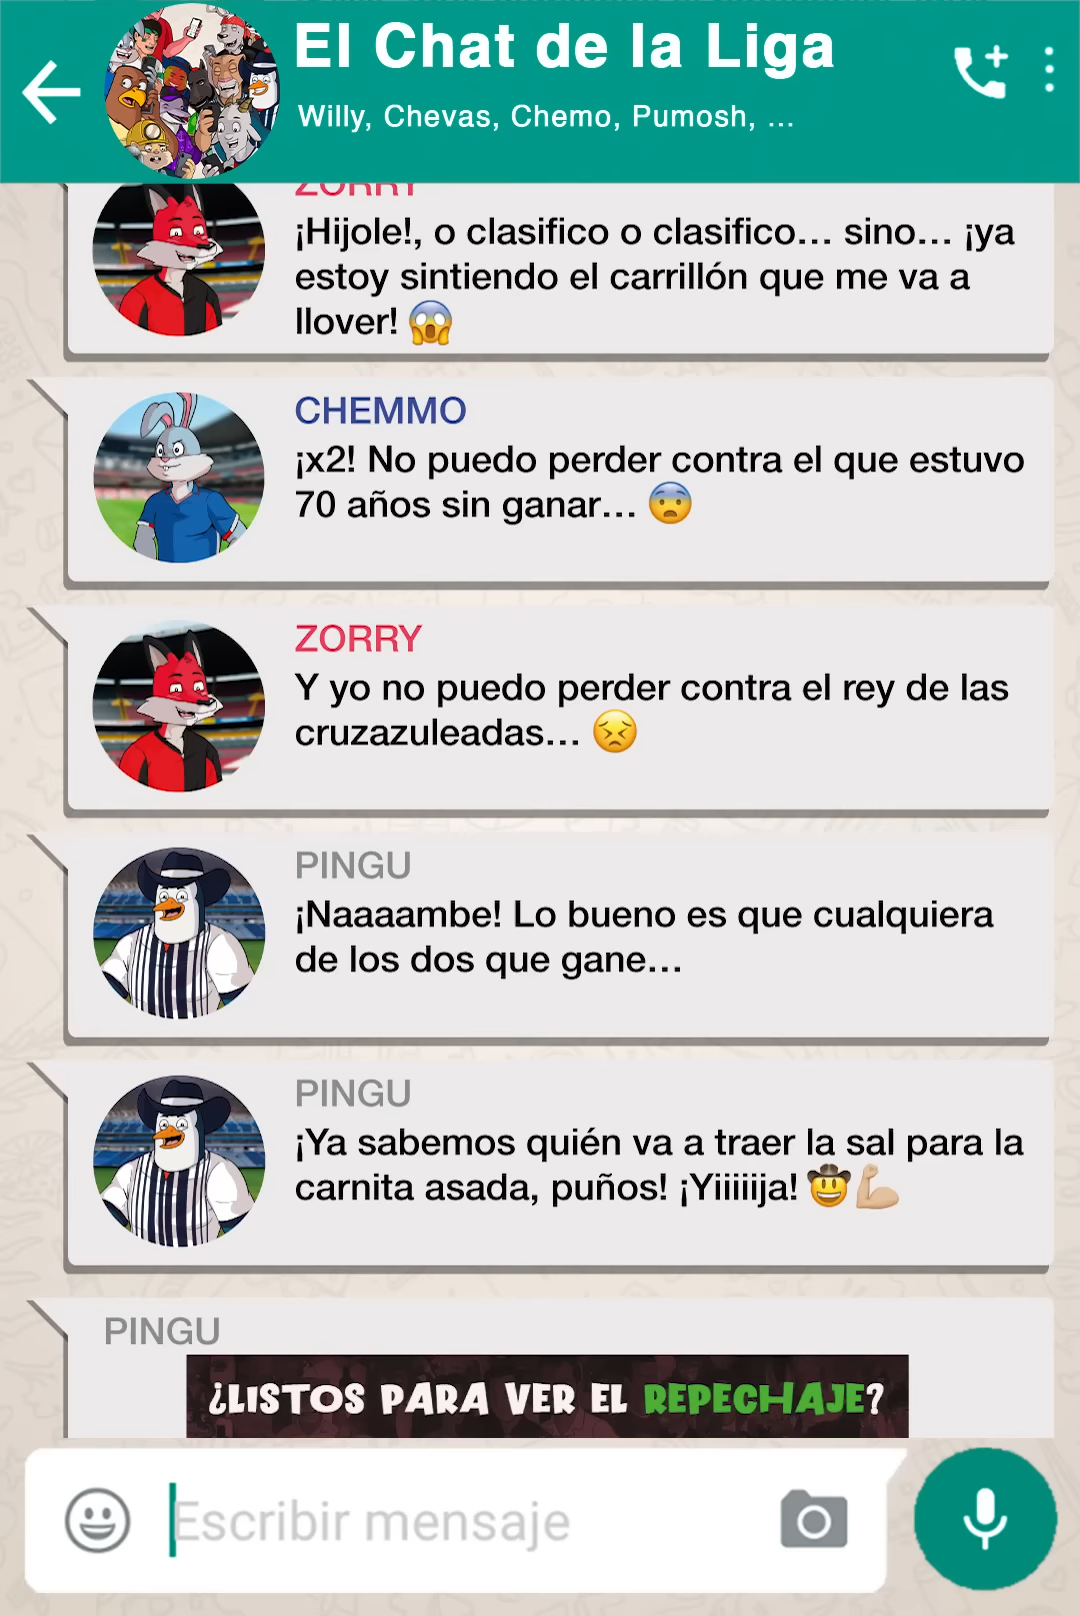 El Chat de la Liga
Willy, Chevas, Chemo, Pumosh, ...
ZORRY
¡Hijole!, o clasifico o clasifico... sino... ¡ya
estoy sintiendo el carrillón que me va a
llover! 😱
CHEMMO
¡x2! No puedo perder contra el que estuvo
70 años sin ganar... 😨
ZORRY
Y yo no puedo perder contra el rey de las
cruzazuleadas... 😣
PINGU
¡Naaaambe! Lo bueno es que cualquiera
de los dos que gane...
PINGU
¡Ya sabemos quién va a traer la sal para la
carnita asada, puños! ¡Yiiiiija! 🤠💪🏼
PINGU
¿LISTOS PARA VER EL REPECHAJE?
Escribir mensaje